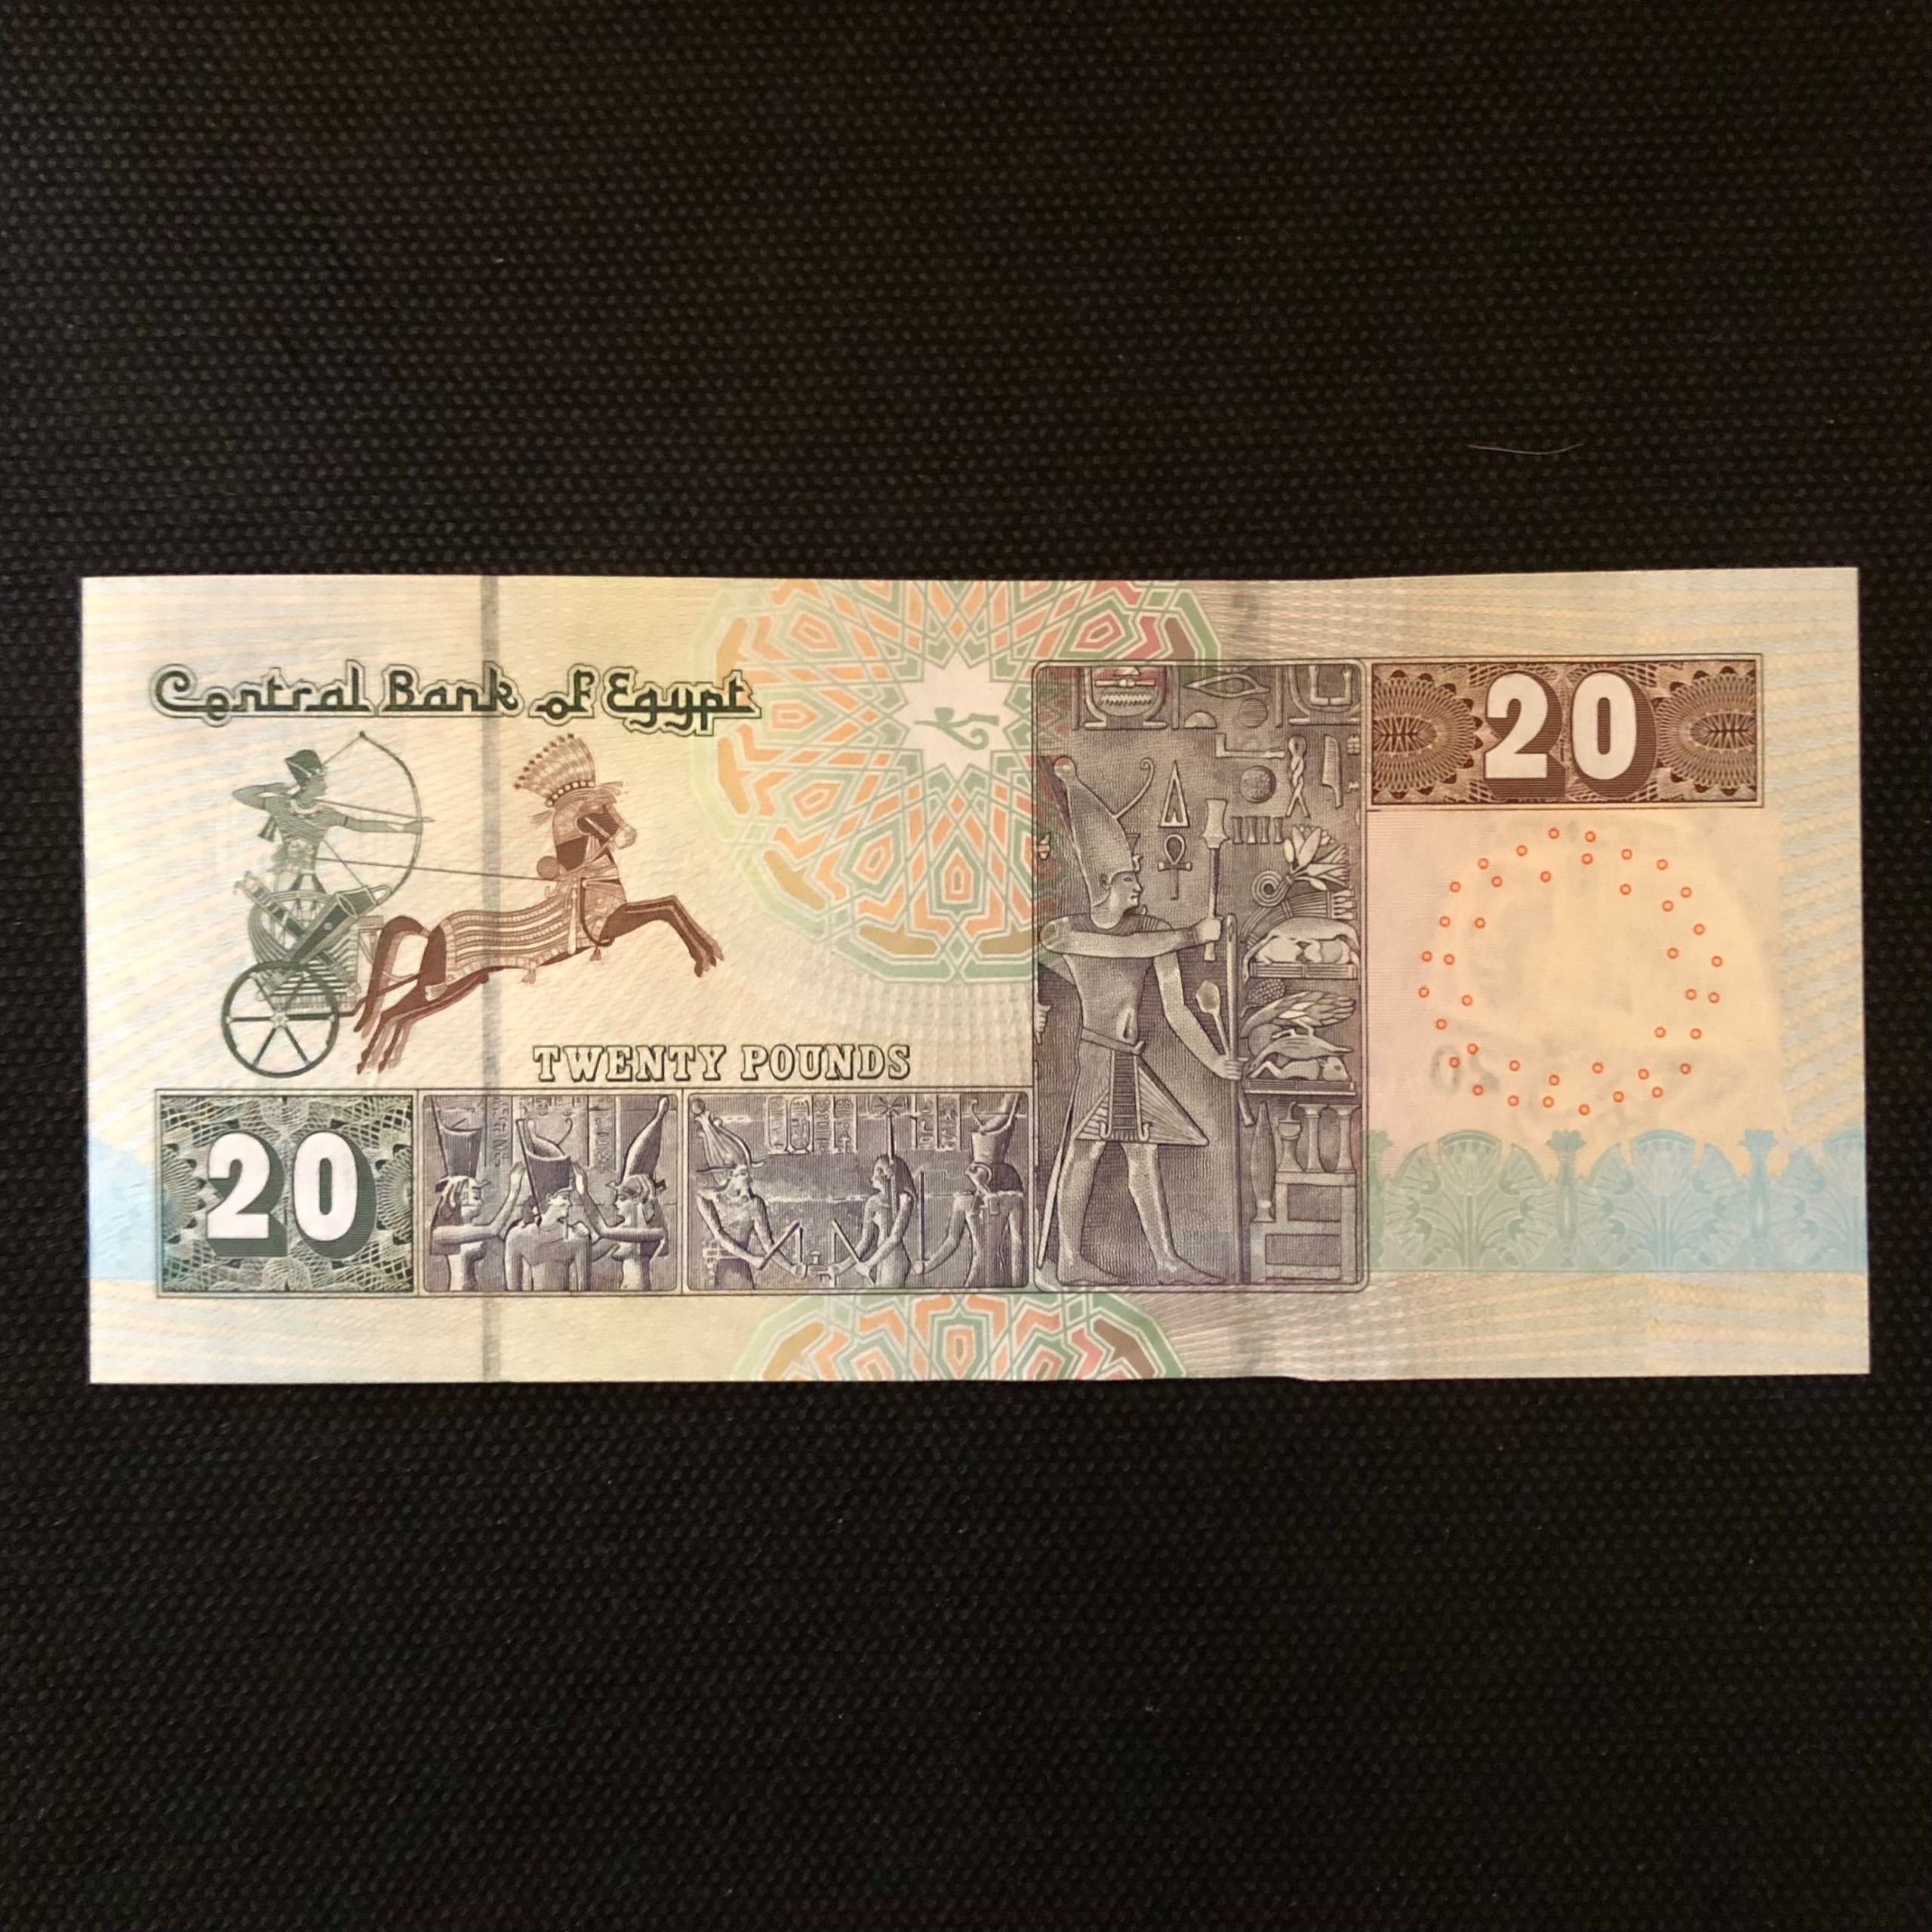 Central Bank of Egypt
20
TWENTY POUNDS
20